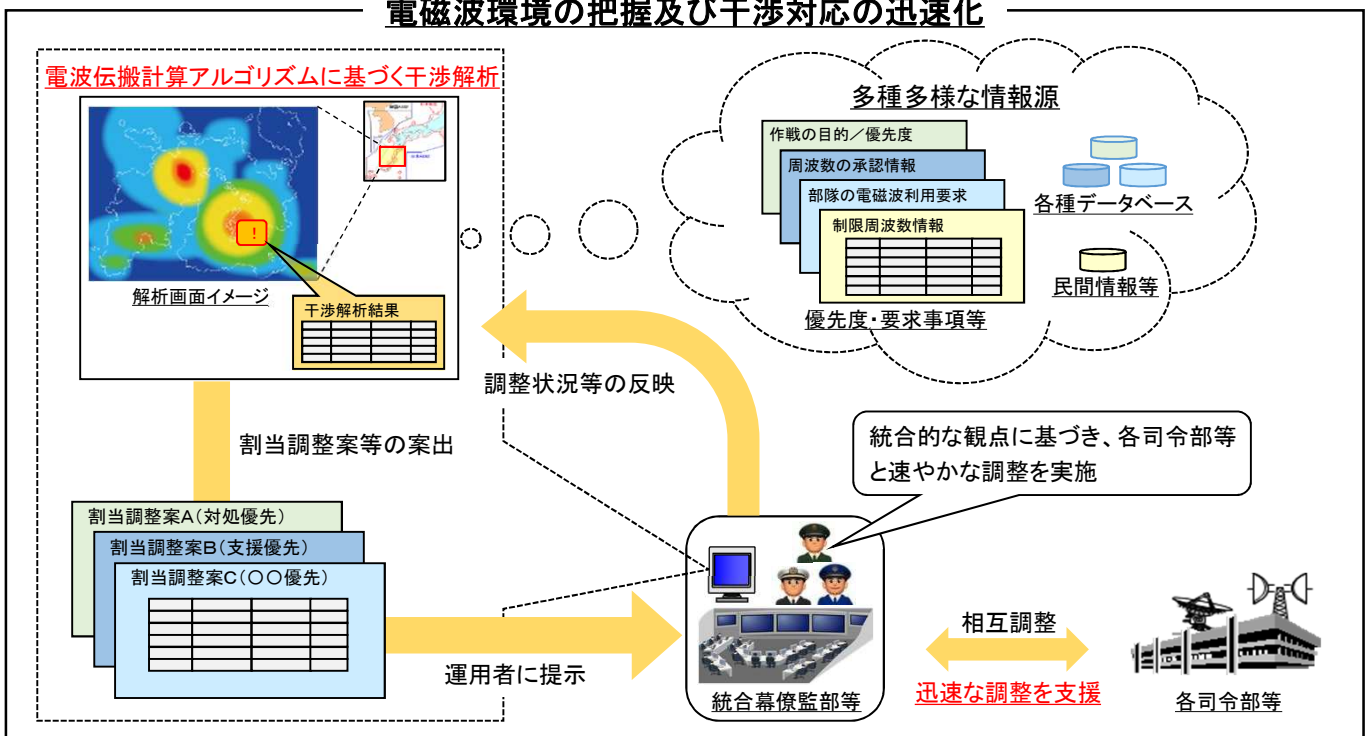 電磁波環境の把握及び干渉対応の迅速化
電波伝搬計算アルゴリズムに基づく干渉解析
!
解析画面イメージ
干渉解析結果
多種多様な情報源
作戦の目的／優先度
周波数の承認情報
部隊の電磁波利用要求
制限周波数情報
優先度・要求事項等
各種データベース
民間情報等
調整状況等の反映
割当調整案等の案出
統合的な観点に基づき、各司令部等
と速やかな調整を実施
割当調整案A（対処優先）
割当調整案B（支援優先）
割当調整案C（〇〇優先）
運用者に提示
統合幕僚監部等
相互調整
迅速な調整を支援
各司令部等